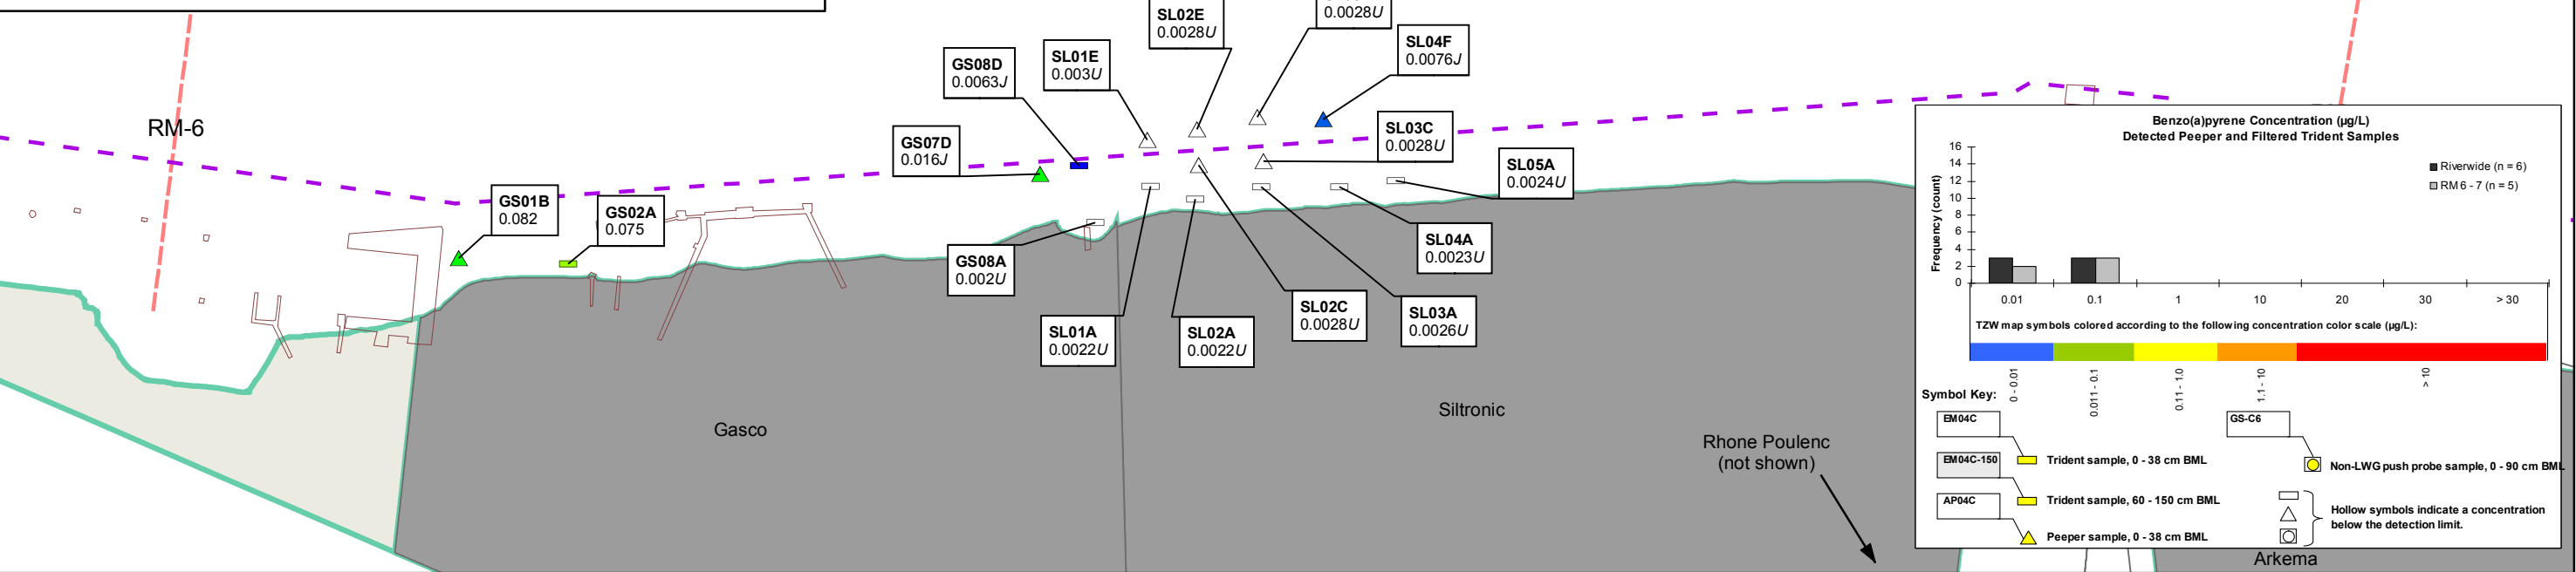 RM-6
GS01B
0.082
GS02A
0.075
GS07D
0.016J
GS08D
0.0063J
SL01E
0.003U
SL02E
0.0028U
0.0028U
SL04F
0.0076J
SL03C
0.0028U
SL05A
0.0024U
GS08A
0.002U
SL01A
0.0022U
SL02A
0.0022U
SL02C
0.0028U
SL03A
0.0026U
SL04A
0.0023U
Gasco
Siltronic
Rhone Poulenc
(not shown)
Arkema
Benzo(a)pyrene Concentration (µg/L)
Detected Peeper and Filtered Trident Samples
Frequency (count)
16
14
12
10
8
6
4
2
0
Riverwide (n = 6)
RM 6 - 7 (n = 5)
0.01 0.1 1 10 20 30 > 30
TZW map symbols colored according to the following concentration color scale (µg/L):
0 - 0.01
0.011 - 0.1
0.11 - 1.0
1.11 - 10
> 10
Symbol Key:
EM04C
Trident sample, 0 - 38 cm BML
EM04C-150
Trident sample, 60 - 150 cm BML
AP04C
Peeper sample, 0 - 38 cm BML
GS-C6
Non-LWG push probe sample, 0 - 90 cm BML
Hollow symbols indicate a concentration
below the detection limit.